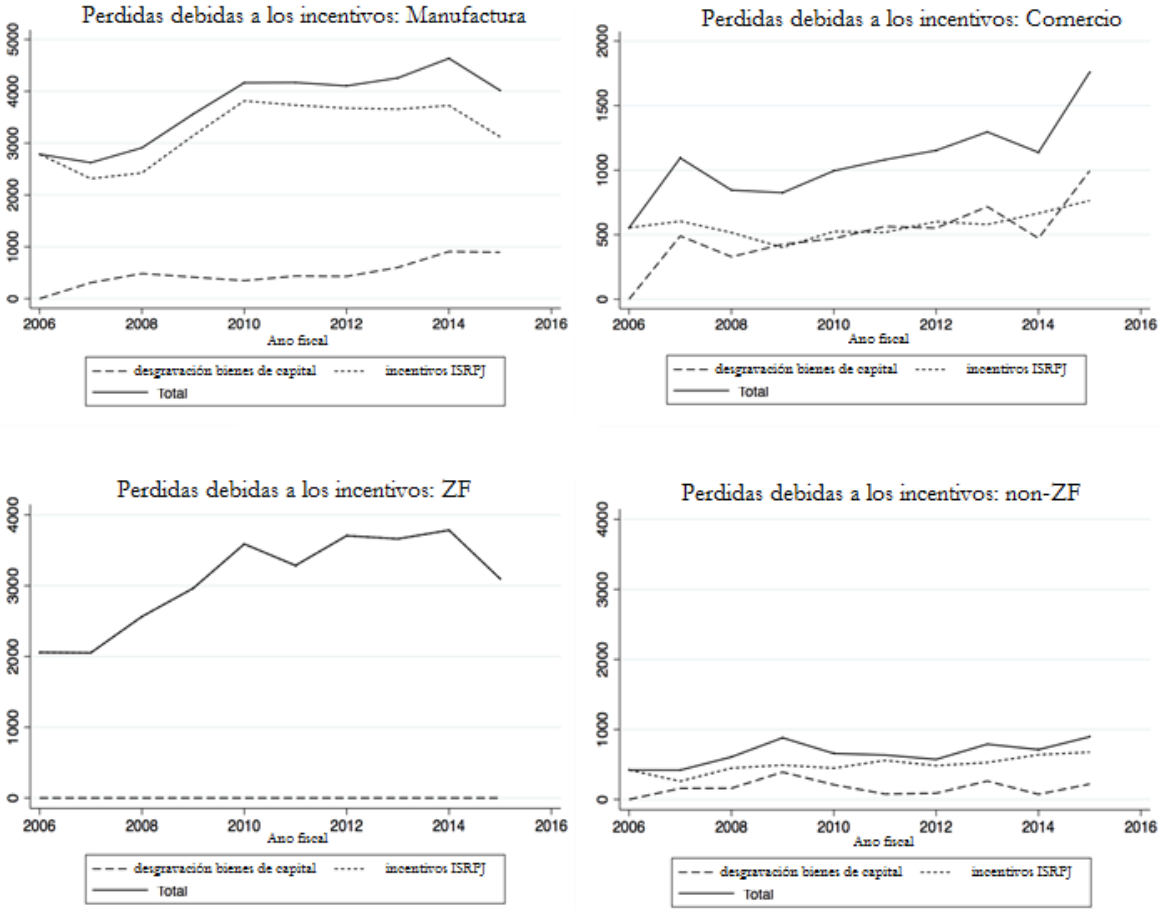 Perdidas debidas a los incentivos: Manufactura
5000
4000
3000
2000
1000
0
2006 2008 2010 2012 2014 2016
Ano fiscal
desgravación bienes de capital incentivos ISRPJ
Total
Perdidas debidas a los incentivos: Comercio
2000
1500
1000
500
0
2006 2008 2010 2012 2014 2016
Ano fiscal
desgravación bienes de capital incentivos ISRPJ
Total
Perdidas debidas a los incentivos: ZF
4000
3000
2000
1000
0
2006 2008 2010 2012 2014 2016
Ano fiscal
desgravación bienes de capital incentivos ISRPJ
Total
Perdidas debidas a los incentivos: non-ZF
4000
3000
2000
1000
0
2006 2008 2010 2012 2014 2016
Ano fiscal
desgravación bienes de capital incentivos ISRPJ
Total